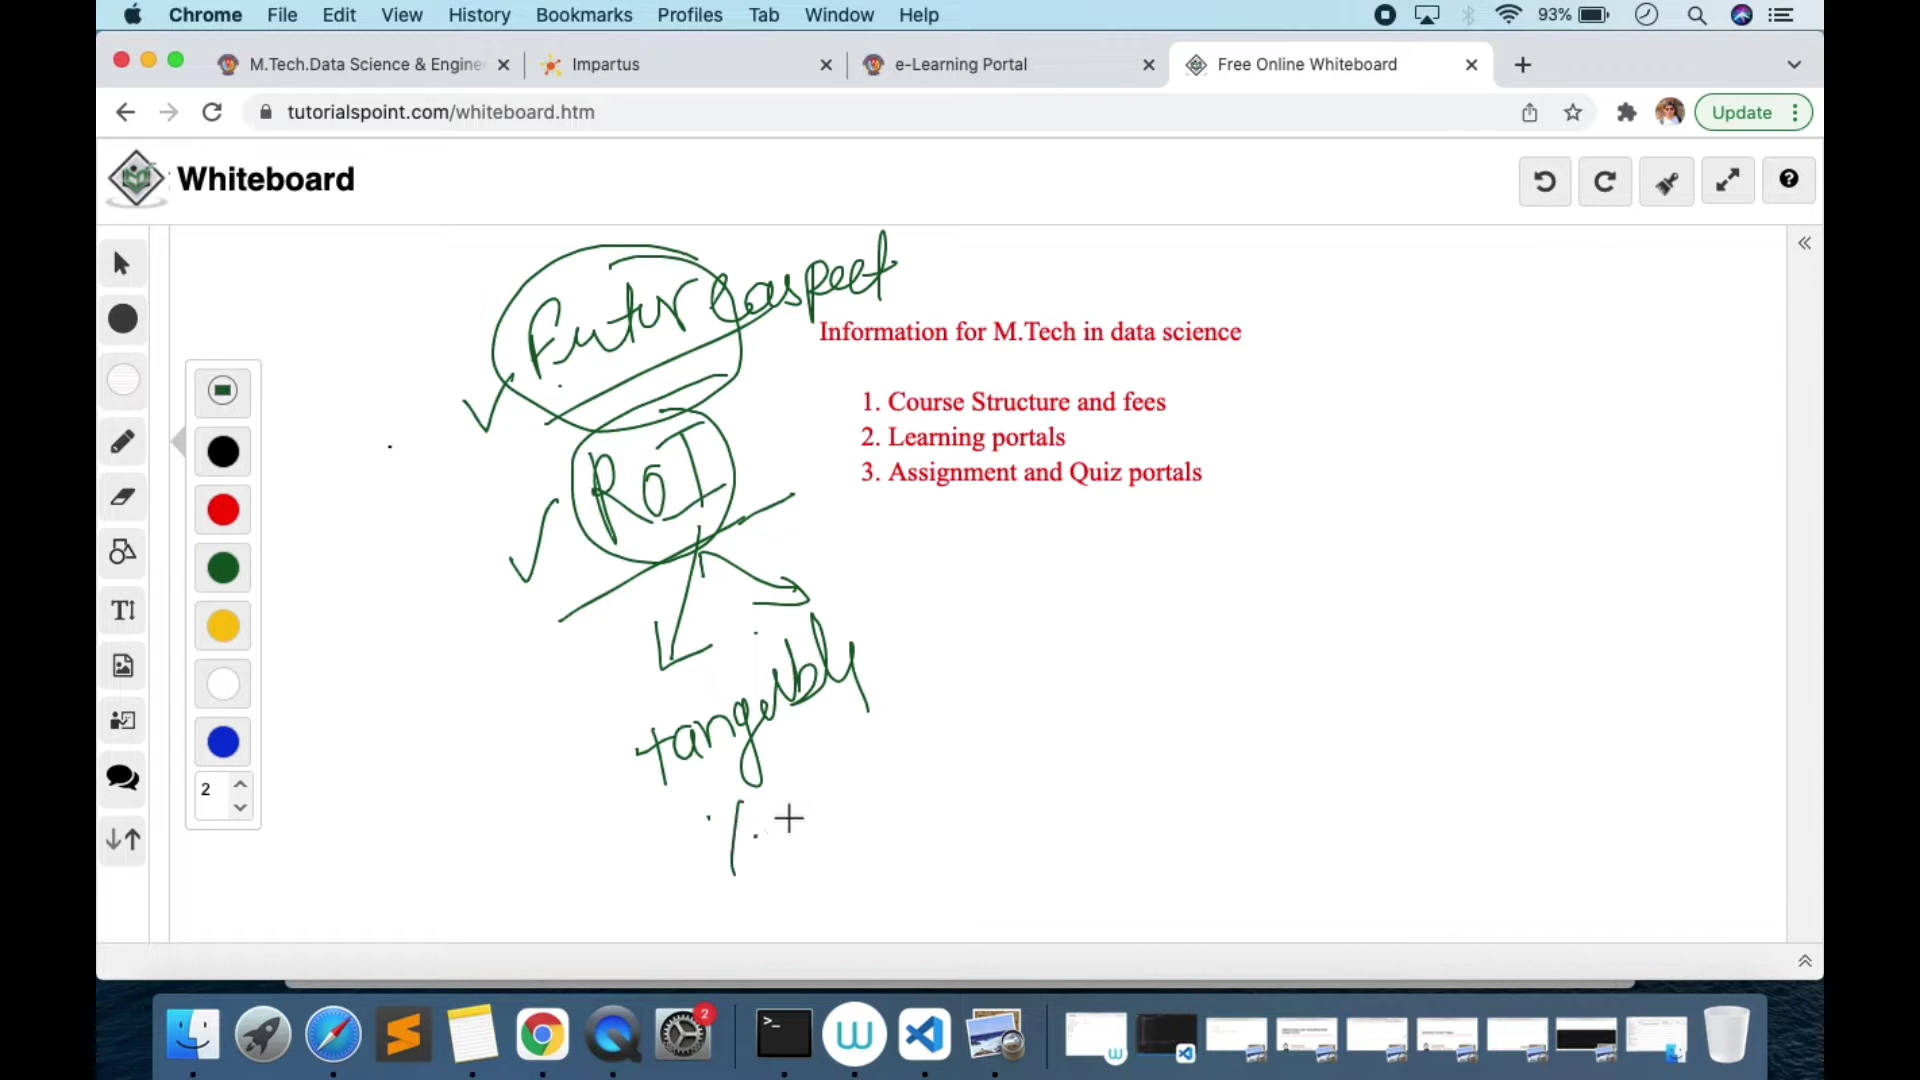 Chrome File Edit View History Bookmarks Profiles Tab Window Help 93%
M.Tech.Data Science & Engine Impartus e-Learning Portal Free Online Whiteboard
tutorialspoint.com/whiteboard.htm Update
Whiteboard
Future aspect
Information for M.Tech in data science
1. Course Structure and fees
2. Learning portals
3. Assignment and Quiz portals
ROI
tangibly
%
2
2